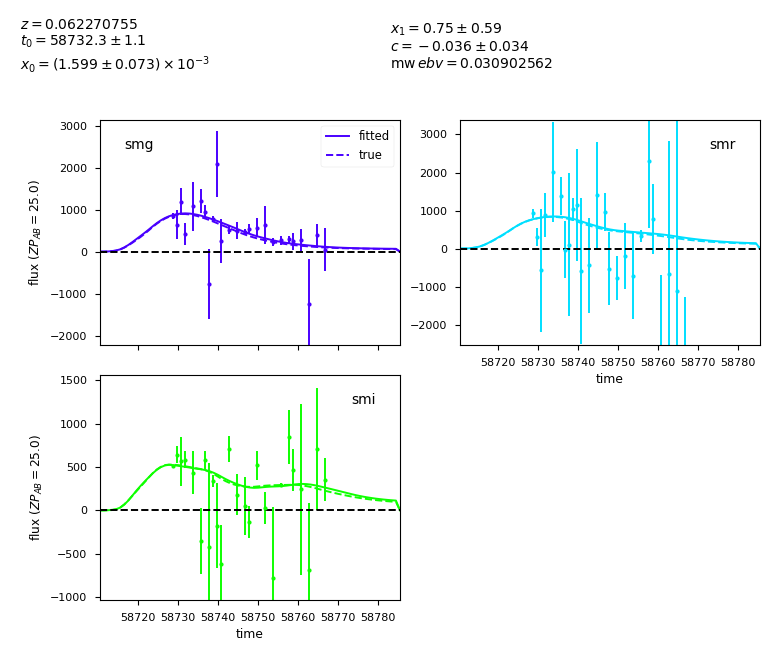 z = 0.062270755
t₀ = 58732.3 ± 1.1
x₀ = (1.599 ± 0.073) × 10⁻³
x₁ = 0.75 ± 0.59
c = −0.036 ± 0.034
mw ebv = 0.030902562
smg
fitted
true
3000
2000
1000
0
−1000
−2000
flux (ZP_AB = 25.0)
smr
3000
2000
1000
0
−1000
−2000
58720 58730 58740 58750 58760 58770 58780
time
smi
1500
1000
500
0
−500
−1000
flux (ZP_AB = 25.0)
58720 58730 58740 58750 58760 58770 58780
time